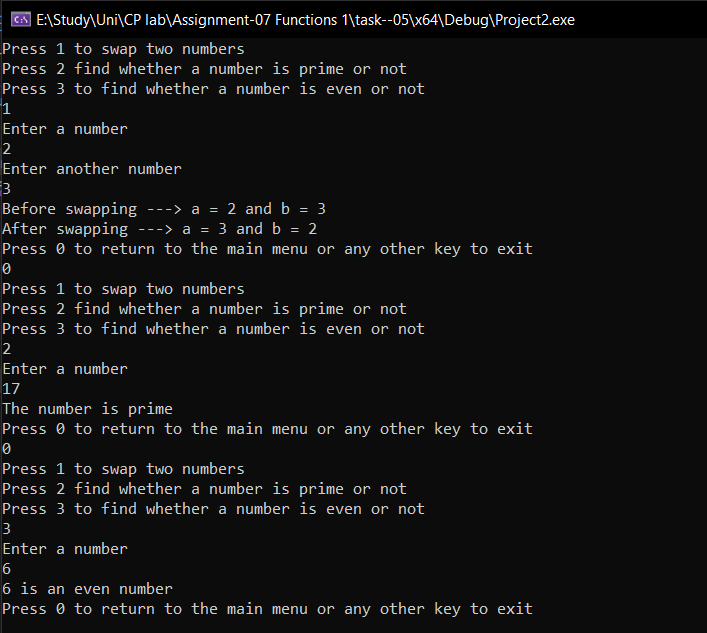 E:\Study\Uni\CP lab\Assignment-07 Functions 1\task--05\x64\Debug\Project2.exe
Press 1 to swap two numbers
Press 2 find whether a number is prime or not
Press 3 to find whether a number is even or not
1
Enter a number
2
Enter another number
3
Before swapping ---> a = 2 and b = 3
After swapping ---> a = 3 and b = 2
Press 0 to return to the main menu or any other key to exit
0
Press 1 to swap two numbers
Press 2 find whether a number is prime or not
Press 3 to find whether a number is even or not
2
Enter a number
17
The number is prime
Press 0 to return to the main menu or any other key to exit
0
Press 1 to swap two numbers
Press 2 find whether a number is prime or not
Press 3 to find whether a number is even or not
3
Enter a number
6
6 is an even number
Press 0 to return to the main menu or any other key to exit